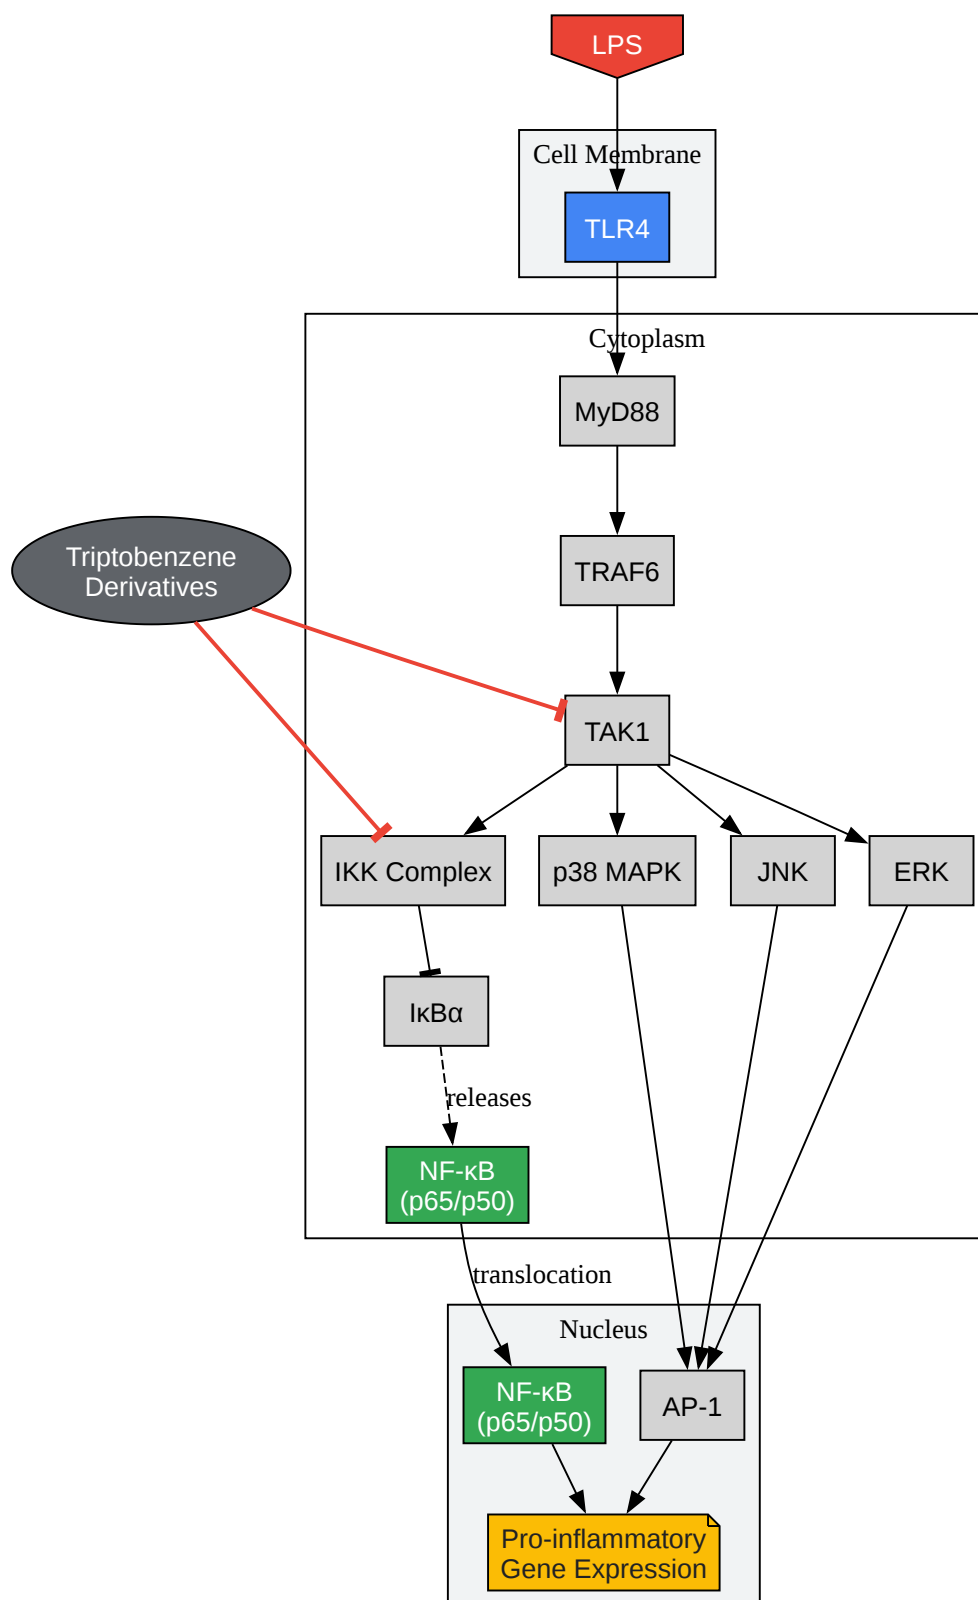 LPS
Cell Membrane
TLR4
Cytoplasm
MyD88
Triptobenzene
Derivatives
TRAF6
TAK1
IKK Complex
p38 MAPK
JNK
ERK
IκBα
releases
NF-κB
(p65/p50)
translocation
Nucleus
NF-κB
(p65/p50)
AP-1
Pro-inflammatory
Gene Expression